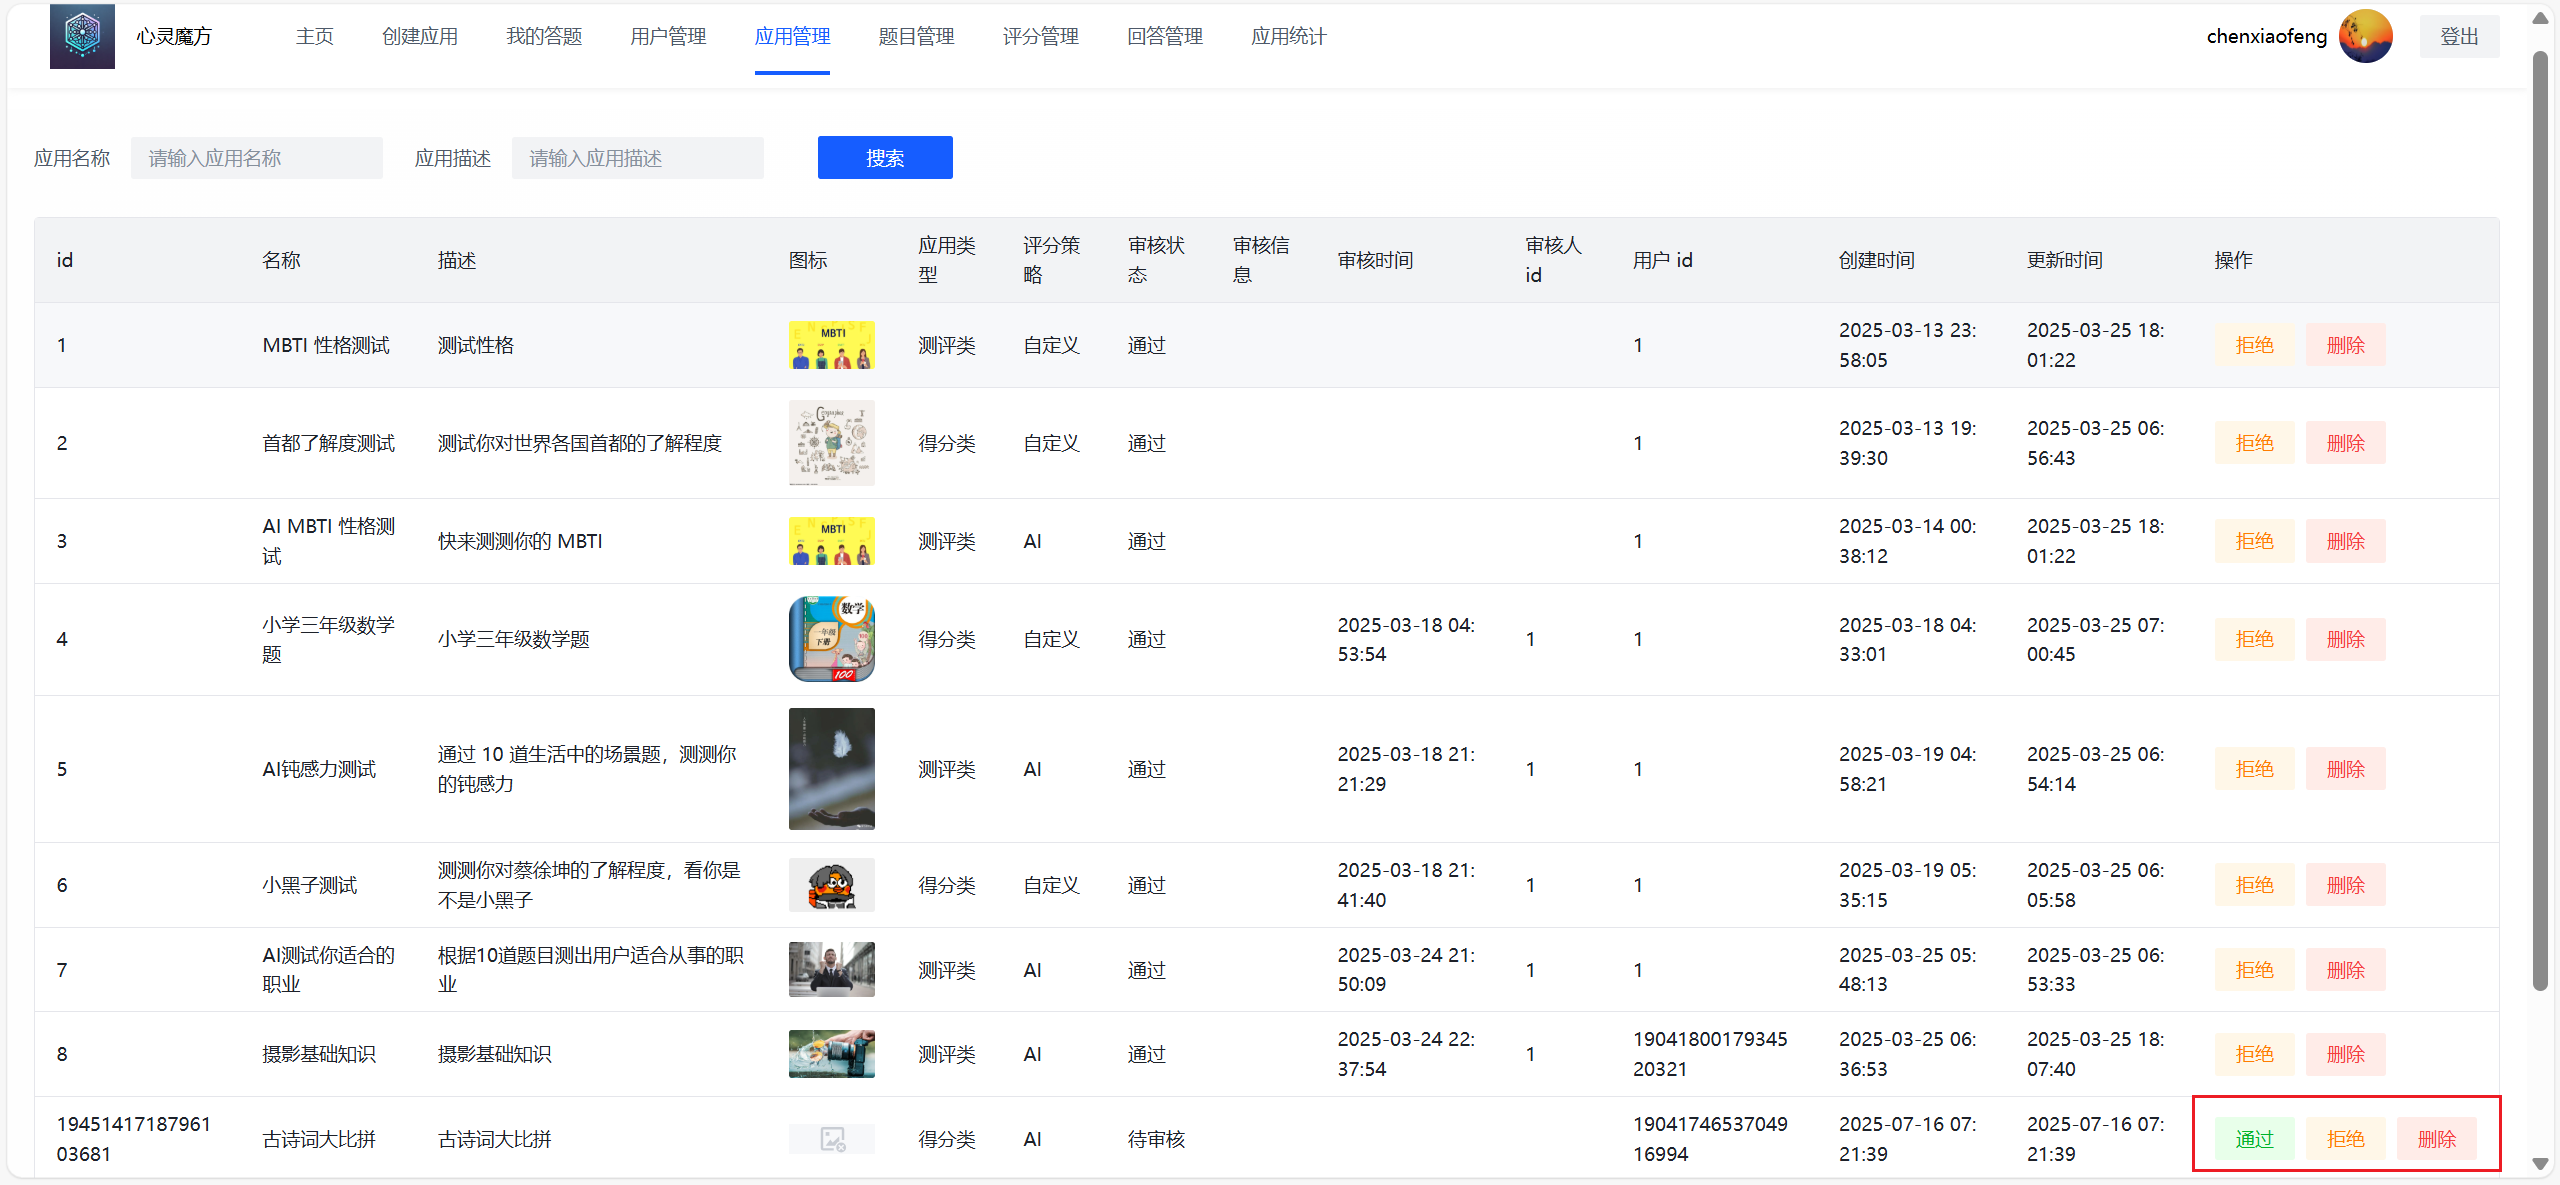 心灵魔方
主页 创建应用 我的答题 用户管理 应用管理 题目管理 评分管理 回答管理 应用统计
chenxiaofeng 登出
应用名称 请输入应用名称 应用描述 请输入应用描述 搜索
id 名称 描述 图标 应用类型 评分策略 审核状态 审核信息 审核时间 审核人 id 用户 id 创建时间 更新时间 操作
1 MBTI 性格测试 测试性格 MBTI 测评类 自定义 通过 1 2025-03-13 23:58:05 2025-03-25 18:01:22 拒绝 删除
2 首都了解度测试 测试你对世界各国首都的了解程度 得分类 自定义 通过 1 2025-03-13 19:39:30 2025-03-25 06:56:43 拒绝 删除
3 AI MBTI 性格测试 快来测测你的 MBTI MBTI 测评类 AI 通过 1 2025-03-14 00:38:12 2025-03-25 18:01:22 拒绝 删除
4 小学三年级数学题 小学三年级数学题 数学 一年级 下册 100 得分类 自定义 通过 2025-03-18 04:53:54 1 1 2025-03-18 04:33:01 2025-03-25 07:00:45 拒绝 删除
5 AI钝感力测试 通过 10 道生活中的场景题，测测你的钝感力 测评类 AI 通过 2025-03-18 21:21:29 1 1 2025-03-19 04:58:21 2025-03-25 06:54:14 拒绝 删除
6 小黑子测试 测测你对蔡徐坤的了解程度，看你是不是小黑子 得分类 自定义 通过 2025-03-18 21:41:40 1 1 2025-03-19 05:35:15 2025-03-25 06:05:58 拒绝 删除
7 AI测试你适合的职业 根据10道题目测出用户适合从事的职业 测评类 AI 通过 2025-03-24 21:50:09 1 1 2025-03-25 05:48:13 2025-03-25 06:53:33 拒绝 删除
8 摄影基础知识 摄影基础知识 测评类 AI 通过 2025-03-24 22:37:54 1 1904180017934520321 2025-03-25 06:36:53 2025-03-25 18:07:40 拒绝 删除
1945141718796103681 古诗词大比拼 古诗词大比拼 得分类 AI 待审核 1904174653704916994 2025-07-16 07:21:39 2025-07-16 07:21:39 通过 拒绝 删除